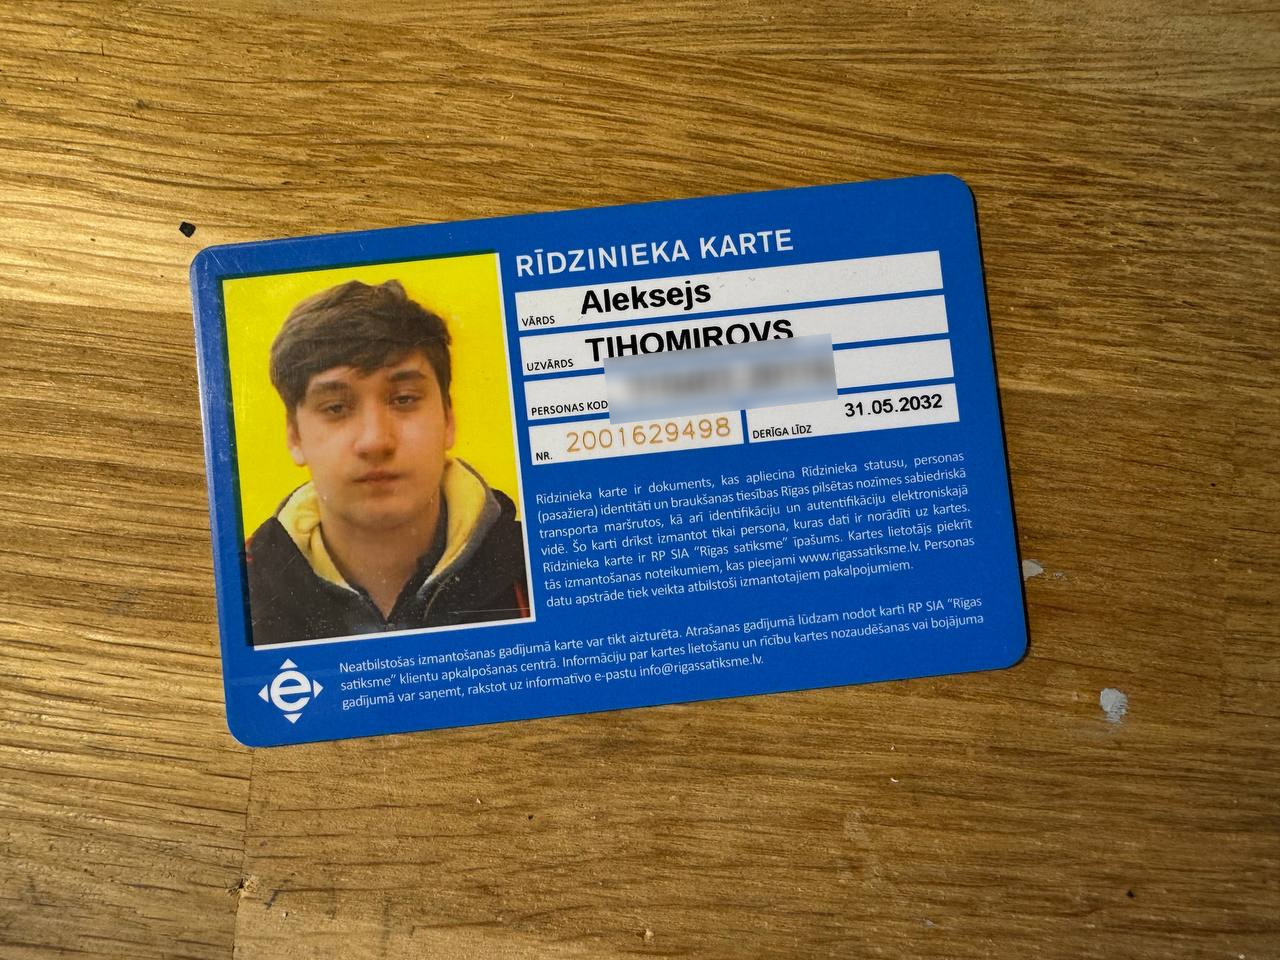 RĪDZINIEKA KARTE
VĀRDS Aleksejs
UZVĀRDS TIHOMIROVS
PERSONAS KOD
NR. 2001629498 DERĪGA LĪDZ 31.05.2032
Rīdzinieka karte ir dokuments, kas apliecina Rīdzinieka statusu, personas
(pasažiera) identitāti un braukšanas tiesības Rīgas pilsētas nozīmes sabiedriskā
transporta maršrutos, kā arī identifikāciju un autentifikāciju elektroniskajā
vidē. Šo karti drīkst izmantot tikai persona, kuras dati ir norādīti uz kartes.
Rīdzinieka karte ir RP SIA “Rīgas satiksme” īpašums. Kartes lietotājs piekrīt
tās izmantošanas noteikumiem, kas pieejami www.rigassatiksme.lv. Personas
datu apstrāde tiek veikta atbilstoši izmantotajiem pakalpojumiem.
Neatbilstošas izmantošanas gadījumā karte var tikt aizturēta. Atrašanas gadījumā lūdzam nodot karti RP SIA “Rīgas
satiksme” klientu apkalpošanas centrā. Informāciju par kartes lietošanu un rīcību kartes nozaudēšanas vai bojājuma
gadījumā var saņemt, rakstot uz informatīvo e-pastu info@rigassatiksme.lv.